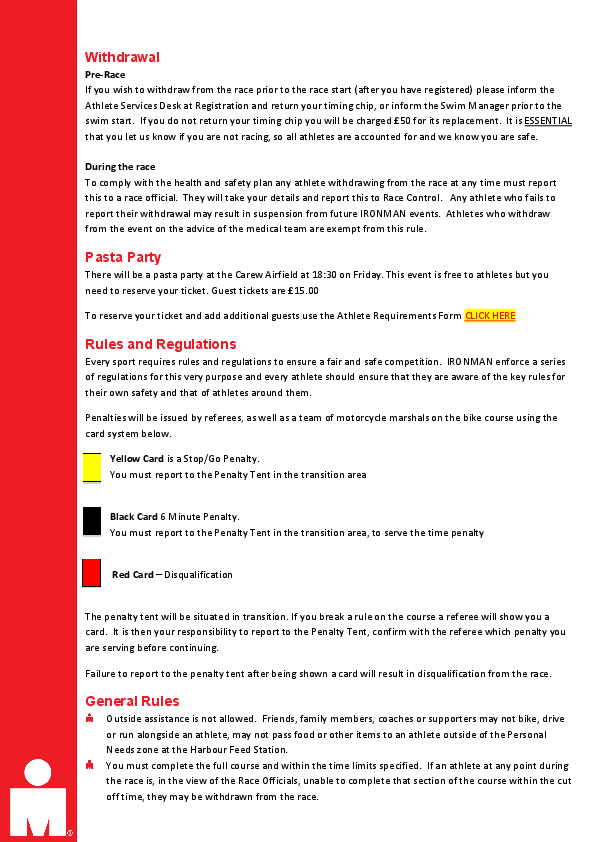 Withdrawal
Pre-Race
If you wish to withdraw from the race prior to the race start (after you have registered) please inform the
Athlete Services Desk at Registration and return your timing chip, or inform the Swim Manager prior to the
swim start.  If you do not return your timing chip you will be charged £50 for its replacement.  It is ESSENTIAL
that you let us know if you are not racing, so all athletes are accounted for and we know you are safe.
During the race
To comply with the health and safety plan any athlete withdrawing from the race at any time must report
this to a race official.  They will take your details and report this to Race Control.   Any athlete who fails to
report their withdrawal may result in suspension from future IRONMAN events.  Athletes who withdraw
from the event on the advice of the medical team are exempt from this rule.
Pasta Party
There will be a pasta party at the Carew Airfield at 18:30 on Friday. This event is free to athletes but you
need to reserve your ticket. Guest tickets are £15.00
To reserve your ticket and add additional guests use the Athlete Requirements Form CLICK HERE
Rules and Regulations
Every sport requires rules and regulations to ensure a fair and safe competition.  IRONMAN enforce a series
of regulations for this very purpose and every athlete should ensure that they are aware of the key rules for
their own safety and that of athletes around them.
Penalties will be issued by referees, as well as a team of motorcycle marshals on the bike course using the
card system below.
Yellow Card is a Stop/Go Penalty.
You must report to the Penalty Tent in the transition area
Black Card 6 Minute Penalty.
You must report to the Penalty Tent in the transition area, to serve the time penalty
Red Card – Disqualification
The penalty tent will be situated in transition. If you break a rule on the course a referee will show you a
card.  It is then your responsibility to report to the Penalty Tent, confirm with the referee which penalty you
are serving before continuing.
Failure to report to the penalty tent after being shown a card will result in disqualification from the race.
General Rules
Outside assistance is not allowed.  Friends, family members, coaches or supporters may not bike, drive
or run alongside an athlete, may not pass food or other items to an athlete outside of the Personal
Needs zone at the Harbour Feed Station.
You must complete the full course and within the time limits specified.  If an athlete at any point during
the race is, in the view of the Race Officials, unable to complete that section of the course within the cut
off time, they may be withdrawn from the race.
®